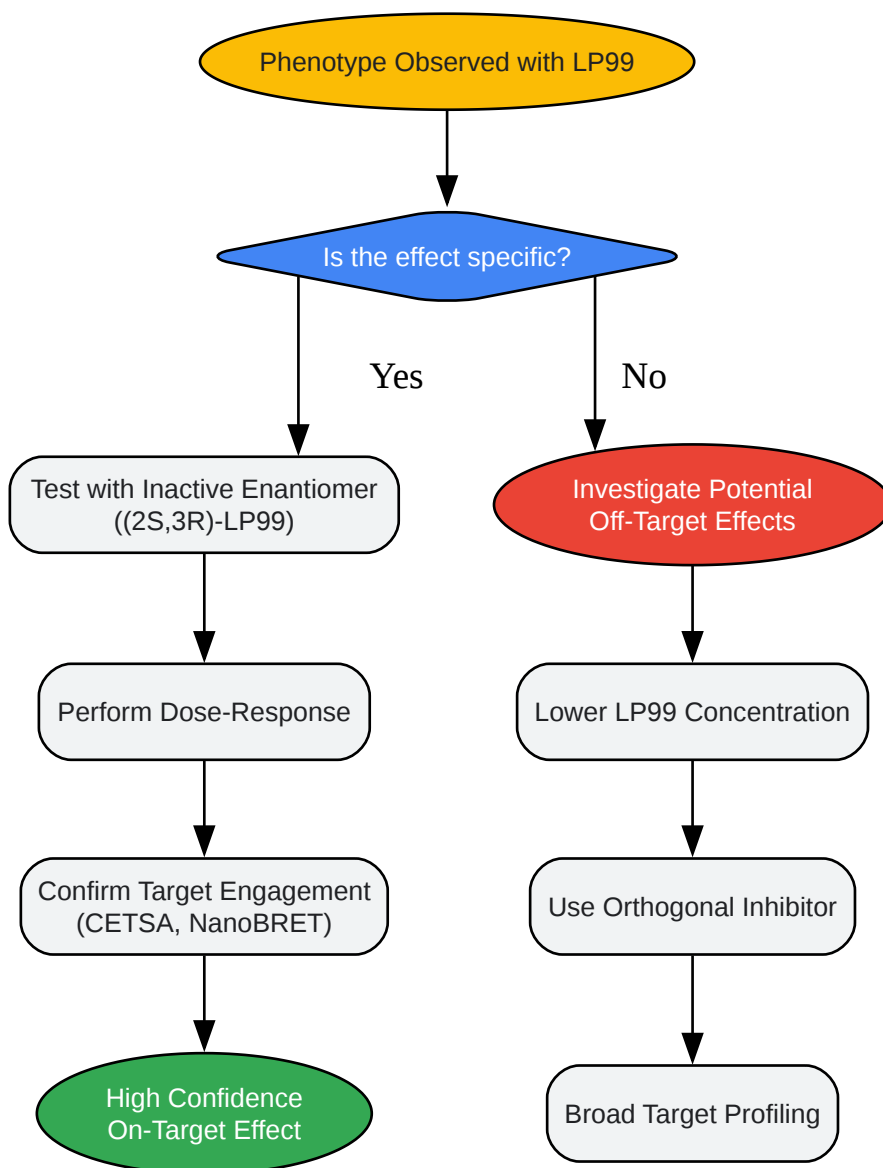 Phenotype Observed with LP99
Is the effect specific?
Yes
No
Test with Inactive Enantiomer
((2S,3R)-LP99)
Investigate Potential
Off-Target Effects
Perform Dose-Response
Lower LP99 Concentration
Confirm Target Engagement
(CETSA, NanoBRET)
Use Orthogonal Inhibitor
High Confidence
On-Target Effect
Broad Target Profiling